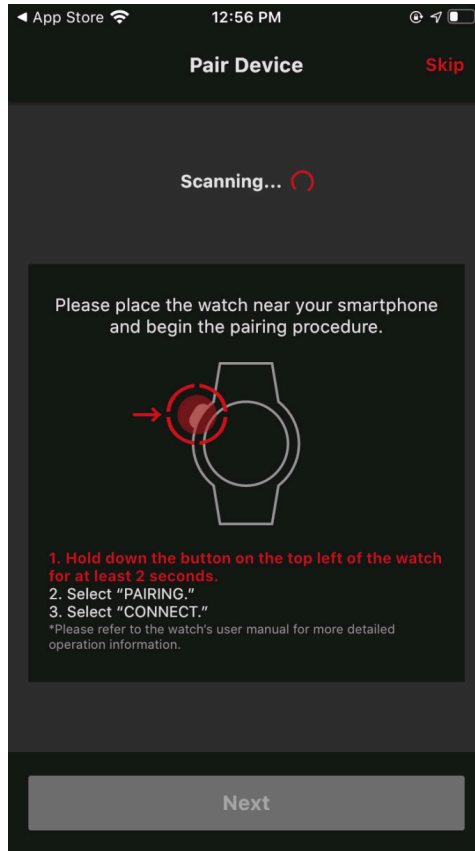 ◀ App Store 12:56 PM
Pair Device Skip
Scanning...
Please place the watch near your smartphone
and begin the pairing procedure.
1. Hold down the button on the top left of the watch
for at least 2 seconds.
2. Select “PAIRING.”
3. Select “CONNECT.”
*Please refer to the watch’s user manual for more detailed
operation information.
Next